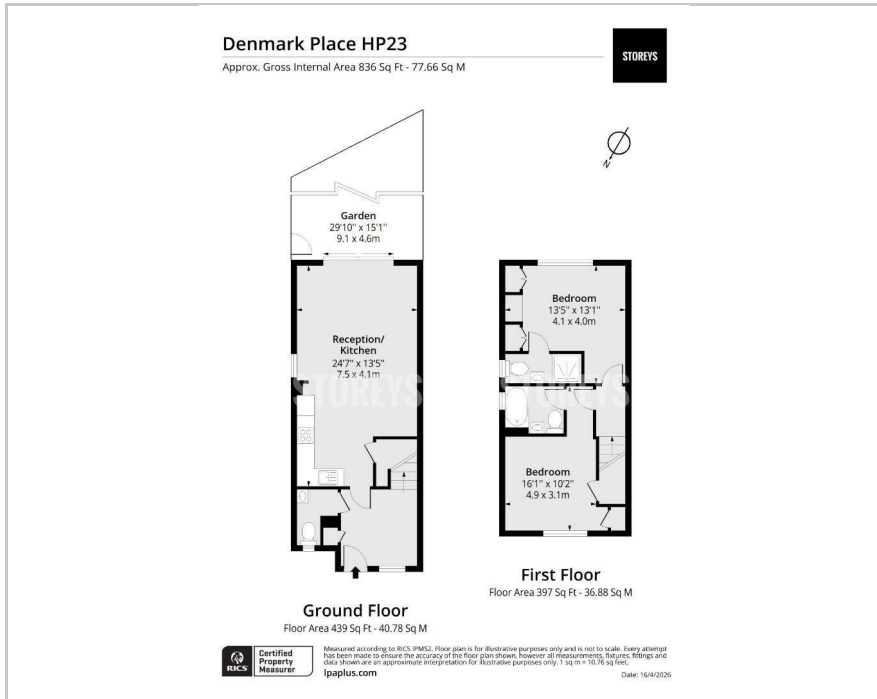 Denmark Place HP23
Approx. Gross Internal Area 836 Sq Ft - 77.66 Sq M
STOREYS
N
Garden
29'10" x 15'1"
9.1 x 4.6m
Reception/
Kitchen
24'7" x 13'5"
7.5 x 4.1m
Bedroom
13'5" x 13'1"
4.1 x 4.0m
STOREYS
STOREYS
Bedroom
16'1" x 10'2"
4.9 x 3.1m
Ground Floor
Floor Area 439 Sq Ft - 40.78 Sq M
First Floor
Floor Area 397 Sq Ft - 36.88 Sq M
RICS
Certified
Property
Measurer
Measured according to RICS IPMS2. Floor plan is for illustrative purposes only and is not to scale. Every attempt
has been made to ensure the accuracy of the floor plan shown, however all measurements, fixtures, fittings and
data shown are an approximate interpretation for illustrative purposes only. 1 sq m = 10.76 sq feet.
lpaplus.com
Date: 16/4/2026